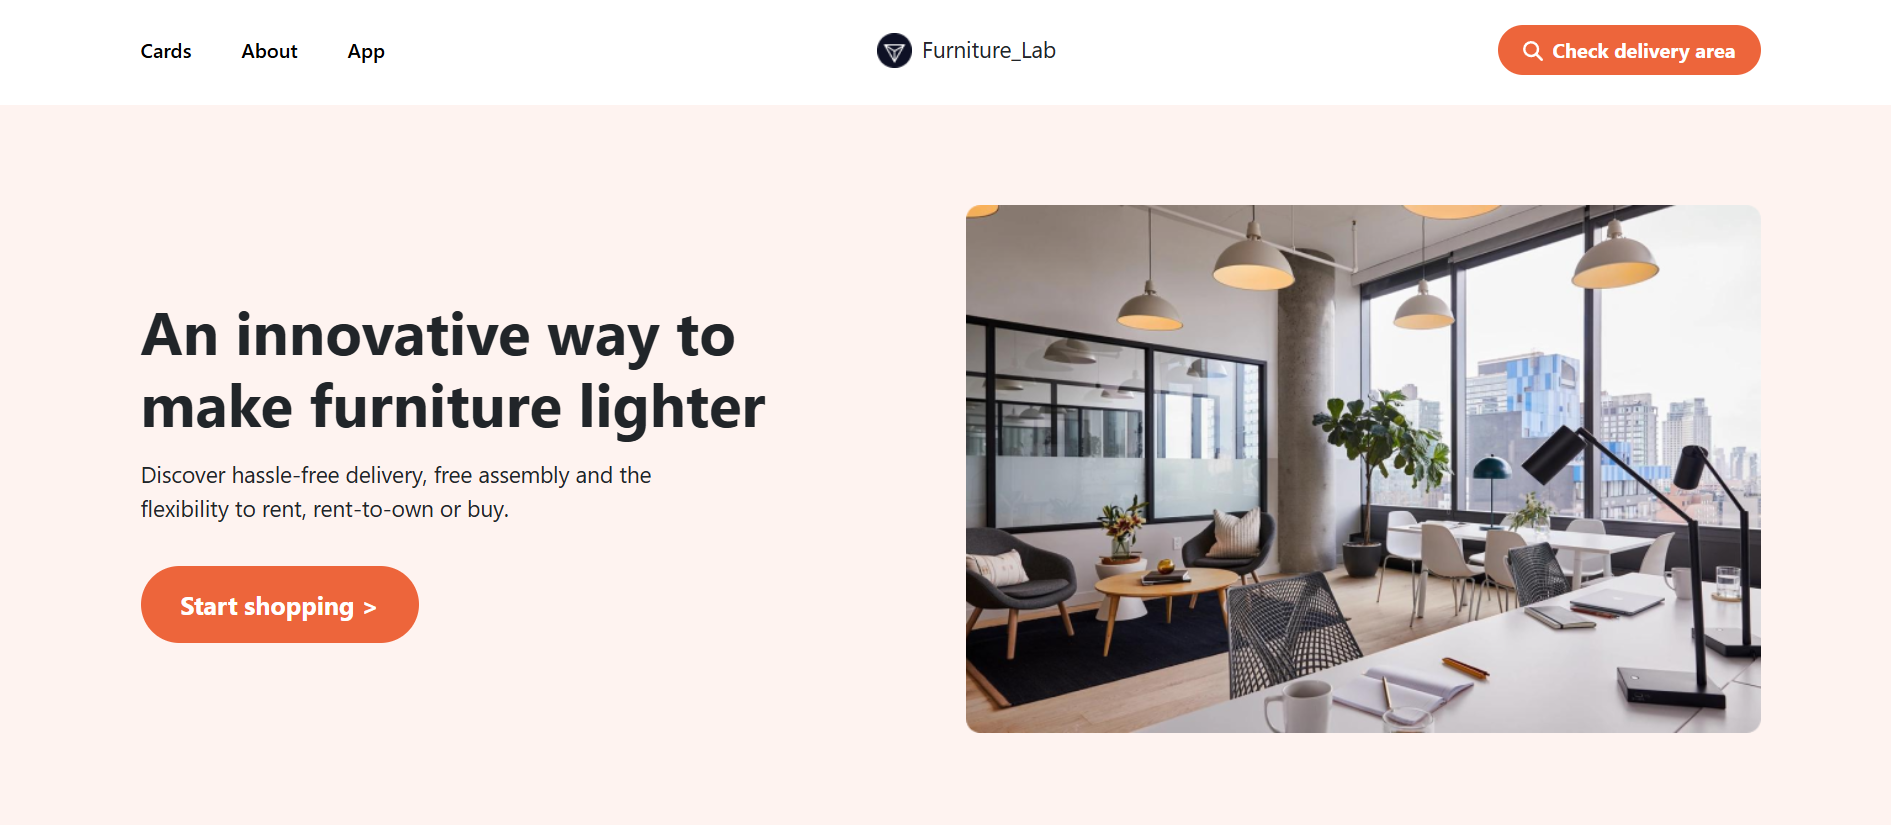 Cards About App
Furniture_Lab
Check delivery area
An innovative way to
make furniture lighter
Discover hassle-free delivery, free assembly and the
flexibility to rent, rent-to-own or buy.
Start shopping >